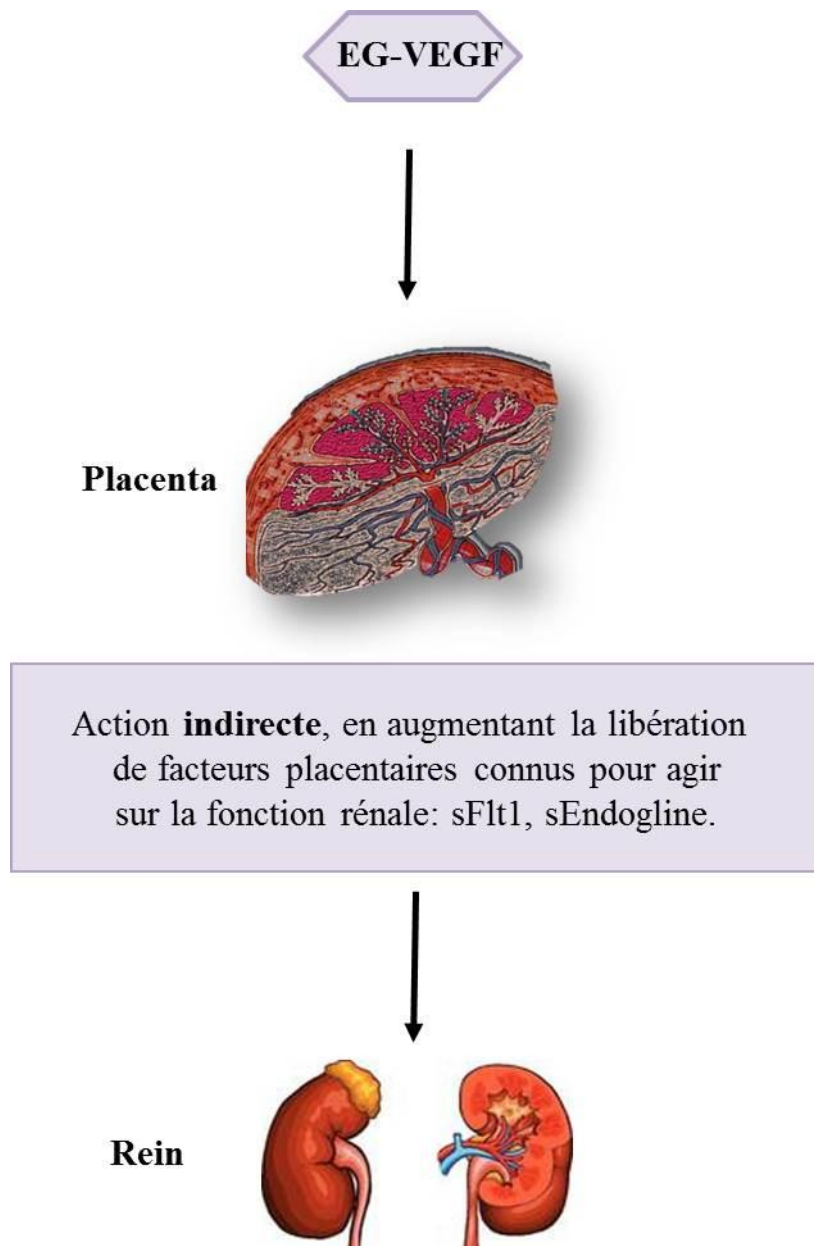 EG-VEGF
Placenta
Action indirecte, en augmentant la libération
de facteurs placentaires connus pour agir
sur la fonction rénale: sFlt1, sEndogline.
Rein